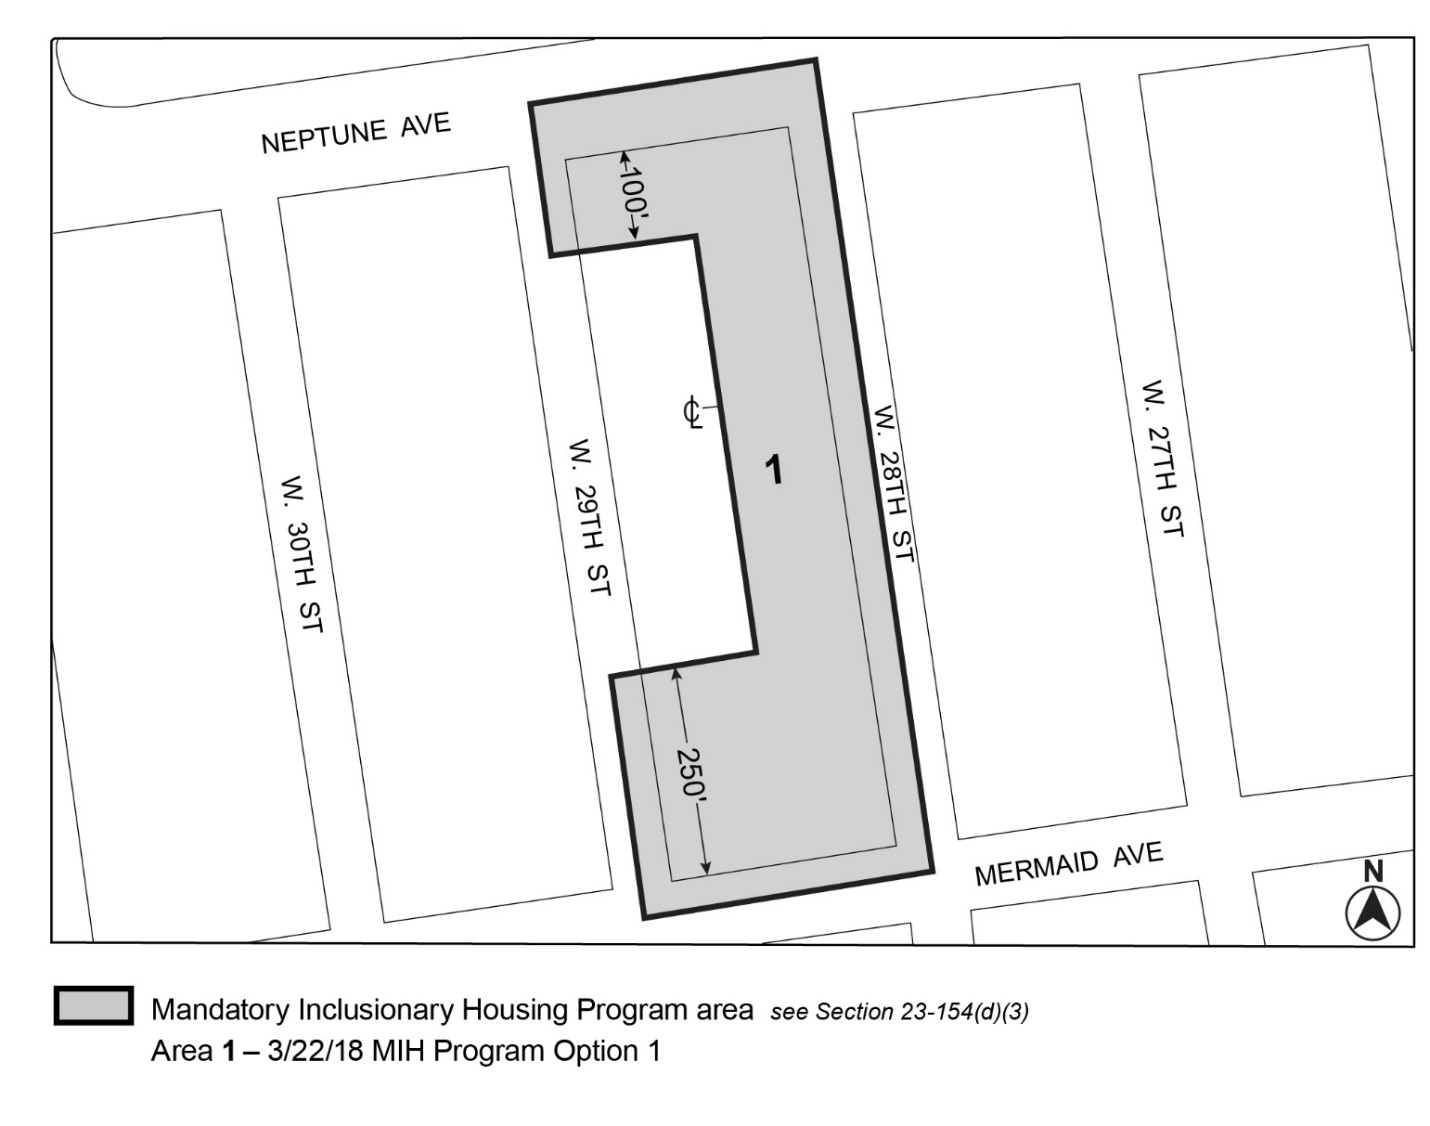 NEPTUNE AVE
100'
℄
1
W. 28TH ST
W. 27TH ST
W. 29TH ST
W. 30TH ST
250'
MERMAID AVE
N
Mandatory Inclusionary Housing Program area see Section 23-154(d)(3)
Area 1 – 3/22/18 MIH Program Option 1